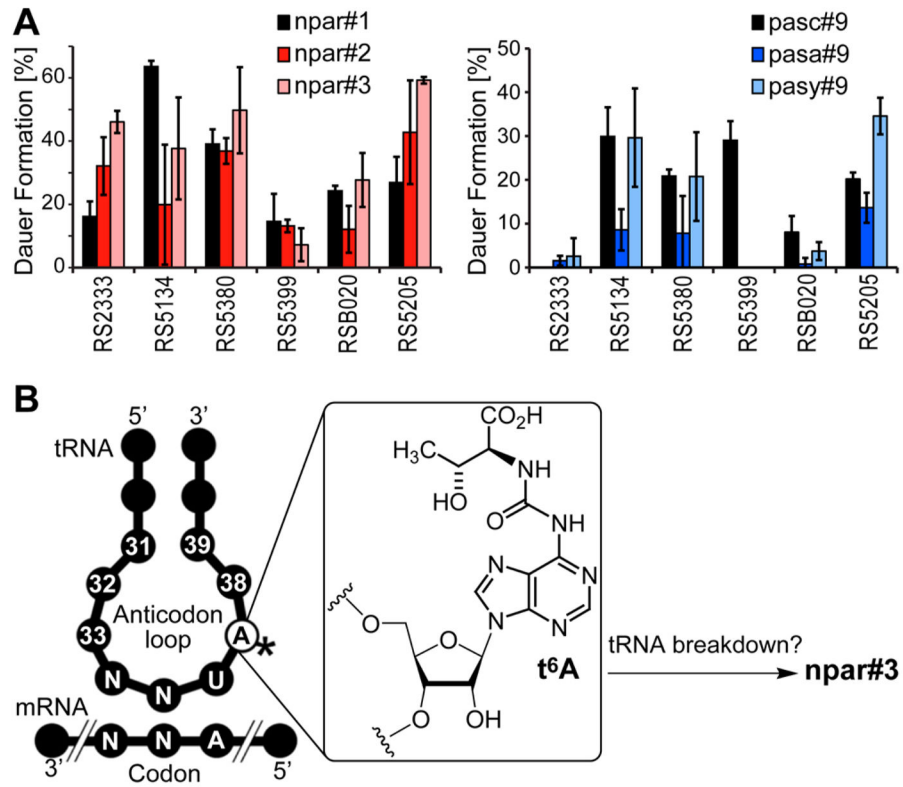 A
npar#1
npar#2
npar#3
Dauer Formation [%]
60
40
20
0
RS2333
RS5134
RS5380
RS5399
RSB020
RS5205
pasc#9
pasa#9
pasy#9
Dauer Formation [%]
50
40
30
20
10
0
RS2333
RS5134
RS5380
RS5399
RSB020
RS5205
B
5' 3'
tRNA
31 39
32 38
33 Anticodon loop A *
N N U
mRNA
N N A
3' Codon 5'
CO₂H
H₃C
NH
HO
O NH
N N
N N
O O
t⁶A
O OH
tRNA breakdown?
npar#3